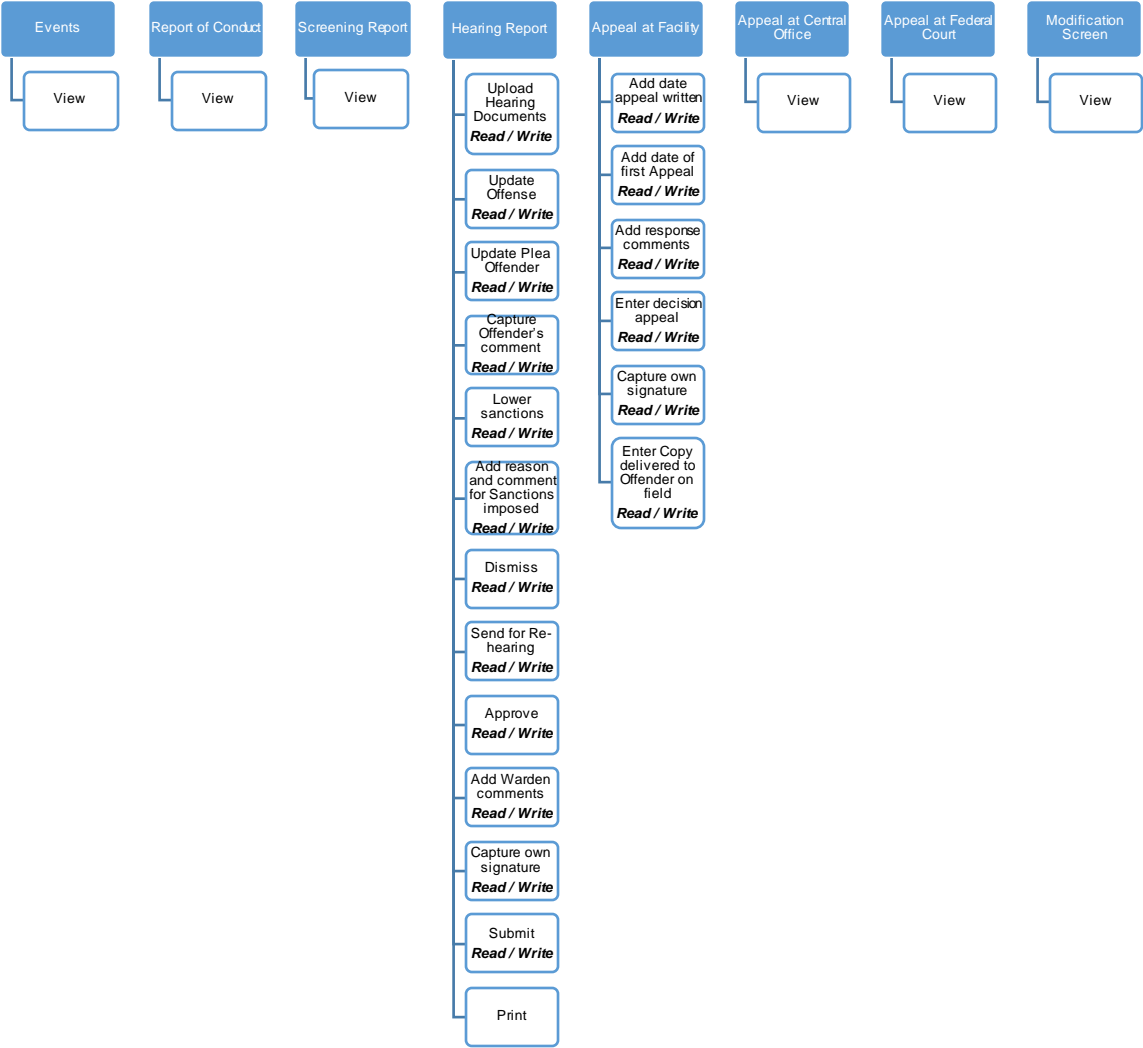 Events
View
Report of Conduct
View
Screening Report
View
Hearing Report
Upload
Hearing
Documents
Read / Write
Update
Offense
Read / Write
Update Plea
Offender
Read / Write
Capture
Offender's
comment
Read / Write
Lower
sanctions
Read / Write
Add reason
and comment
for Sanctions
imposed
Read / Write
Dismiss
Read / Write
Send for Re-
hearing
Read / Write
Approve
Read / Write
Add Warden
comments
Read / Write
Capture own
signature
Read / Write
Submit
Read / Write
Print
Appeal at Facility
Add date
appeal written
Read / Write
Add date of
first Appeal
Read / Write
Add response
comments
Read / Write
Enter decision
appeal
Read / Write
Capture own
signature
Read / Write
Enter Copy
delivered to
Offender on
field
Read / Write
Appeal at Central
Office
View
Appeal at Federal
Court
View
Modification
Screen
View